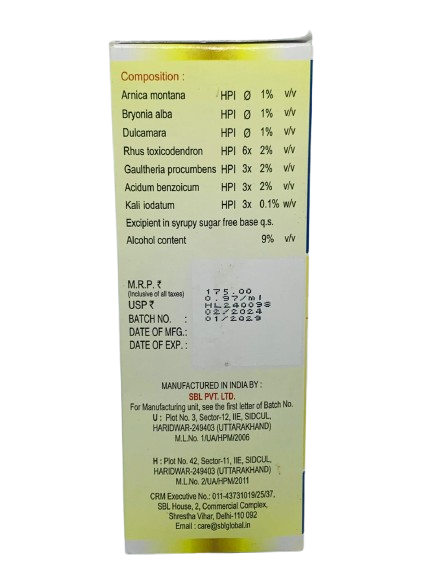 Composition :
Arnica montana HPI Ø 1% v/v
Bryonia alba HPI Ø 1% v/v
Dulcamara HPI Ø 1% v/v
Rhus toxicodendron HPI 6x 2% v/v
Gaultheria procumbens HPI 3x 2% v/v
Acidum benzoicum HPI 3x 2% v/v
Kali iodatum HPI 3x 0.1% w/v
Excipient in syrupy sugar free base q.s.
Alcohol content 9% v/v
M.R.P. ₹ 175.00
(Inclusive of all taxes)
USP ₹ 0.97/ml
BATCH NO. : HL240098
DATE OF MFG.: 02/2024
DATE OF EXP. : 01/2029
MANUFACTURED IN INDIA BY :
SBL PVT. LTD.
For Manufacturing unit, see the first letter of Batch No.
U : Plot No. 3, Sector-12, IIE, SIDCUL,
HARIDWAR-249403 (UTTARAKHAND)
M.L.No. 1/UA/HPM/2006
H : Plot No. 42, Sector-11, IIE, SIDCUL,
HARIDWAR-249403 (UTTARAKHAND)
M.L.No. 2/UA/HPM/2011
CRM Executive No.: 011-43731019/25/37,
SBL House, 2, Commercial Complex,
Shrestha Vihar, Delhi-110 092
Email : care@sblglobal.in